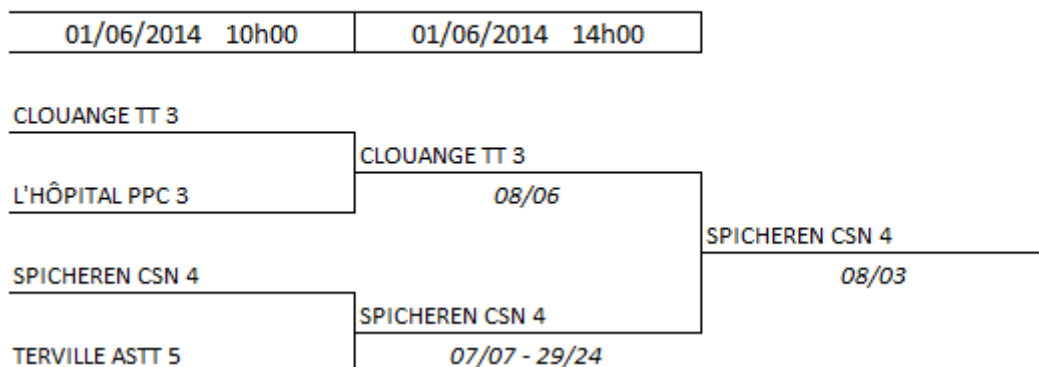 01/06/2014 10h00 01/06/2014 14h00
CLOUANGE TT 3
CLOUANGE TT 3
L'HÔPITAL PPC 3 08/06
SPICHEREN CSN 4
SPICHEREN CSN 4 08/03
SPICHEREN CSN 4
TERVILLE ASTT 5 07/07 - 29/24